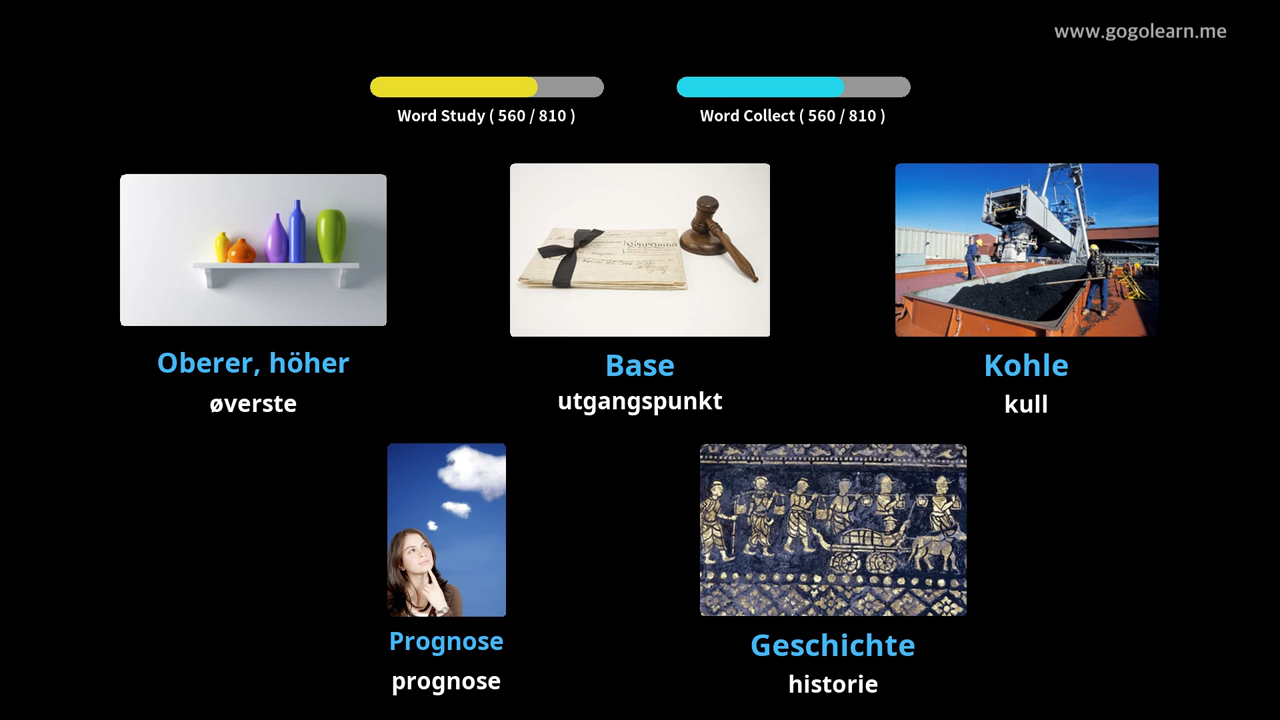 www.gogolearn.me
Word Study ( 560 / 810 )
Word Collect ( 560 / 810 )
Oberer, höher
øverste
Base
utgangspunkt
Kohle
kull
Prognose
prognose
Geschichte
historie